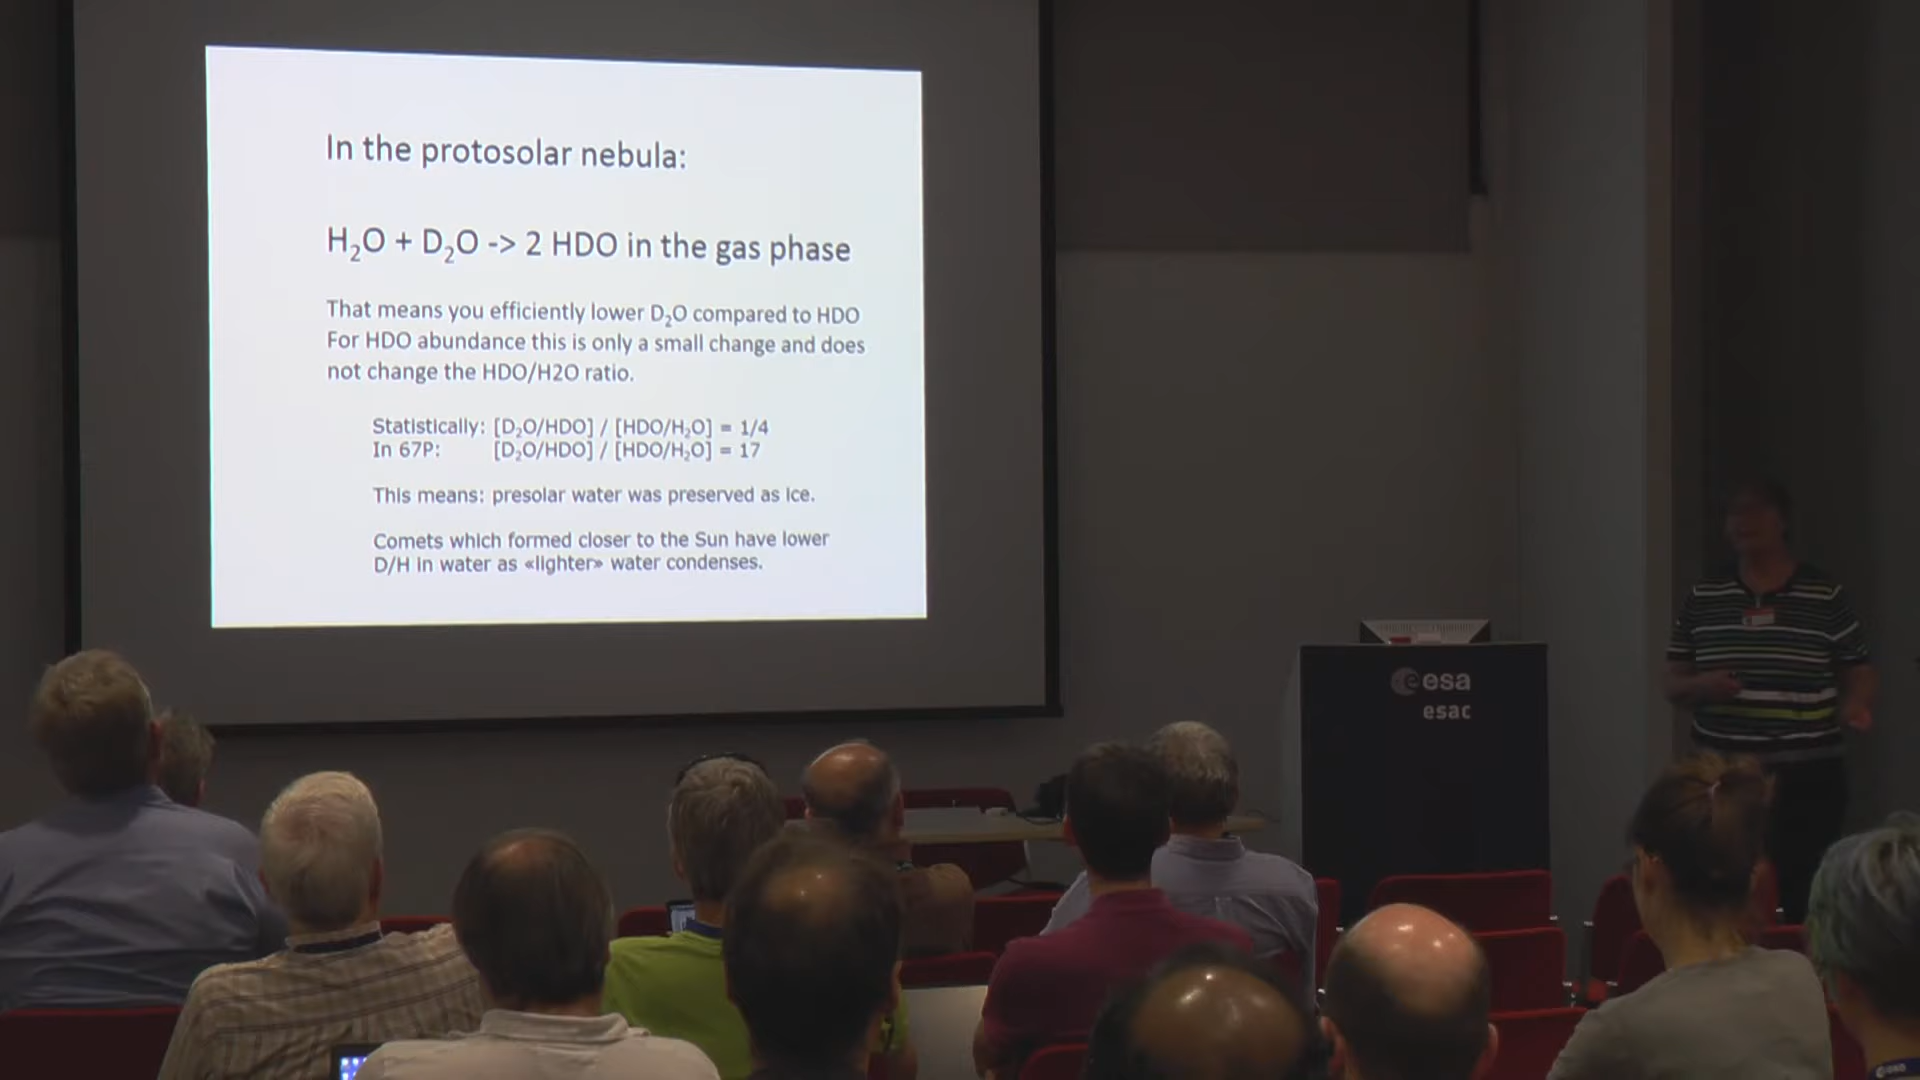 In the protosolar nebula:
H₂O + D₂O -> 2 HDO in the gas phase
That means you efficiently lower D₂O compared to HDO
For HDO abundance this is only a small change and does
not change the HDO/H2O ratio.
Statistically: [D₂O/HDO] / [HDO/H₂O] = 1/4
In 67P: [D₂O/HDO] / [HDO/H₂O] = 17
This means: presolar water was preserved as ice.
Comets which formed closer to the Sun have lower
D/H in water as «lighter» water condenses.
esa
esac